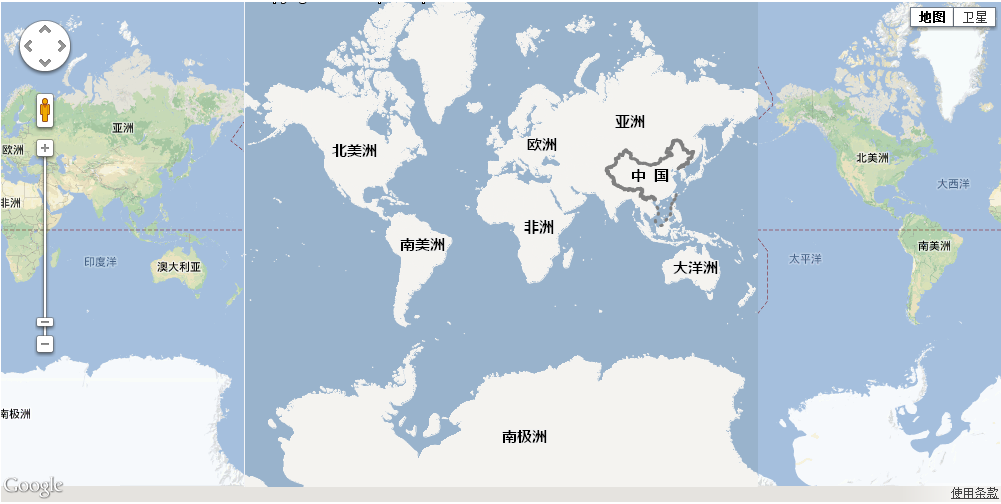 地图 卫星
亚洲
欧洲
非洲
印度洋
澳大利亚
南极洲
北美洲
南美洲
欧洲
亚洲
中 国
非洲
大洋洲
南极洲
北美洲
大西洋
太平洋
南美洲
Google
使用条款